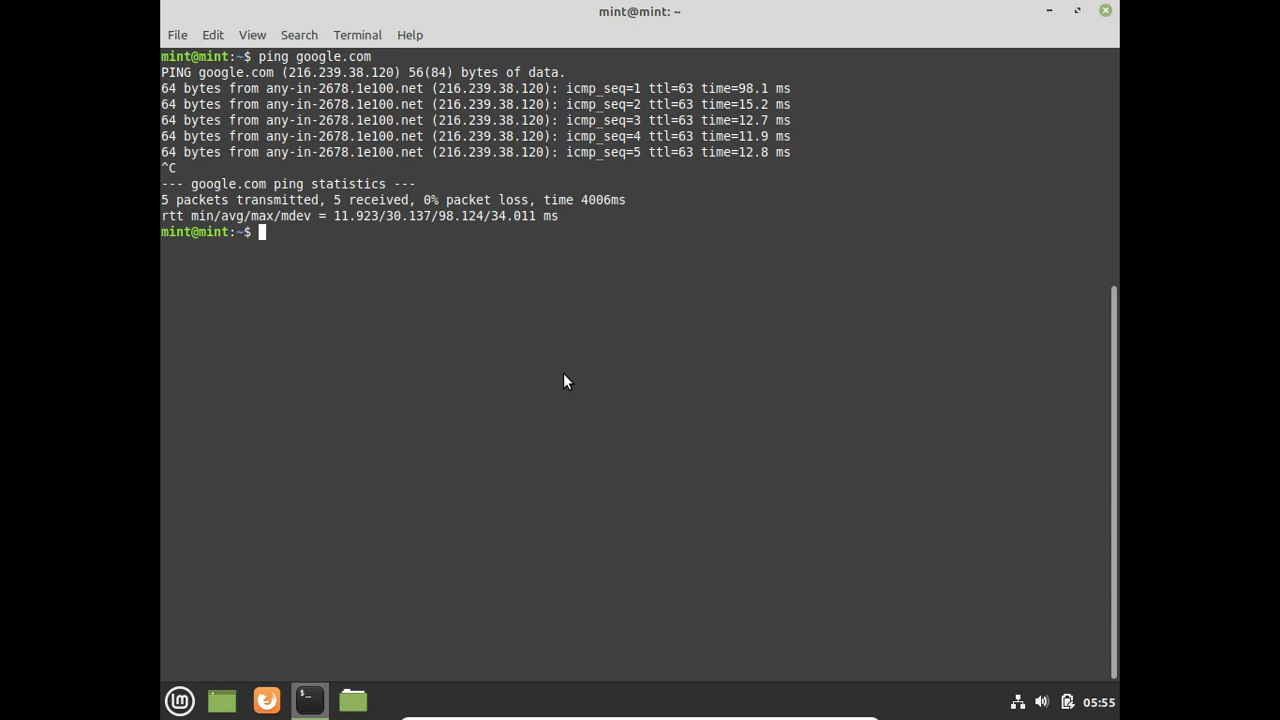 mint@mint: ~
File Edit View Search Terminal Help
mint@mint:~$ ping google.com
PING google.com (216.239.38.120) 56(84) bytes of data.
64 bytes from any-in-2678.1e100.net (216.239.38.120): icmp_seq=1 ttl=63 time=98.1 ms
64 bytes from any-in-2678.1e100.net (216.239.38.120): icmp_seq=2 ttl=63 time=15.2 ms
64 bytes from any-in-2678.1e100.net (216.239.38.120): icmp_seq=3 ttl=63 time=12.7 ms
64 bytes from any-in-2678.1e100.net (216.239.38.120): icmp_seq=4 ttl=63 time=11.9 ms
64 bytes from any-in-2678.1e100.net (216.239.38.120): icmp_seq=5 ttl=63 time=12.8 ms
^C
--- google.com ping statistics ---
5 packets transmitted, 5 received, 0% packet loss, time 4006ms
rtt min/avg/max/mdev = 11.923/30.137/98.124/34.011 ms
mint@mint:~$
05:55